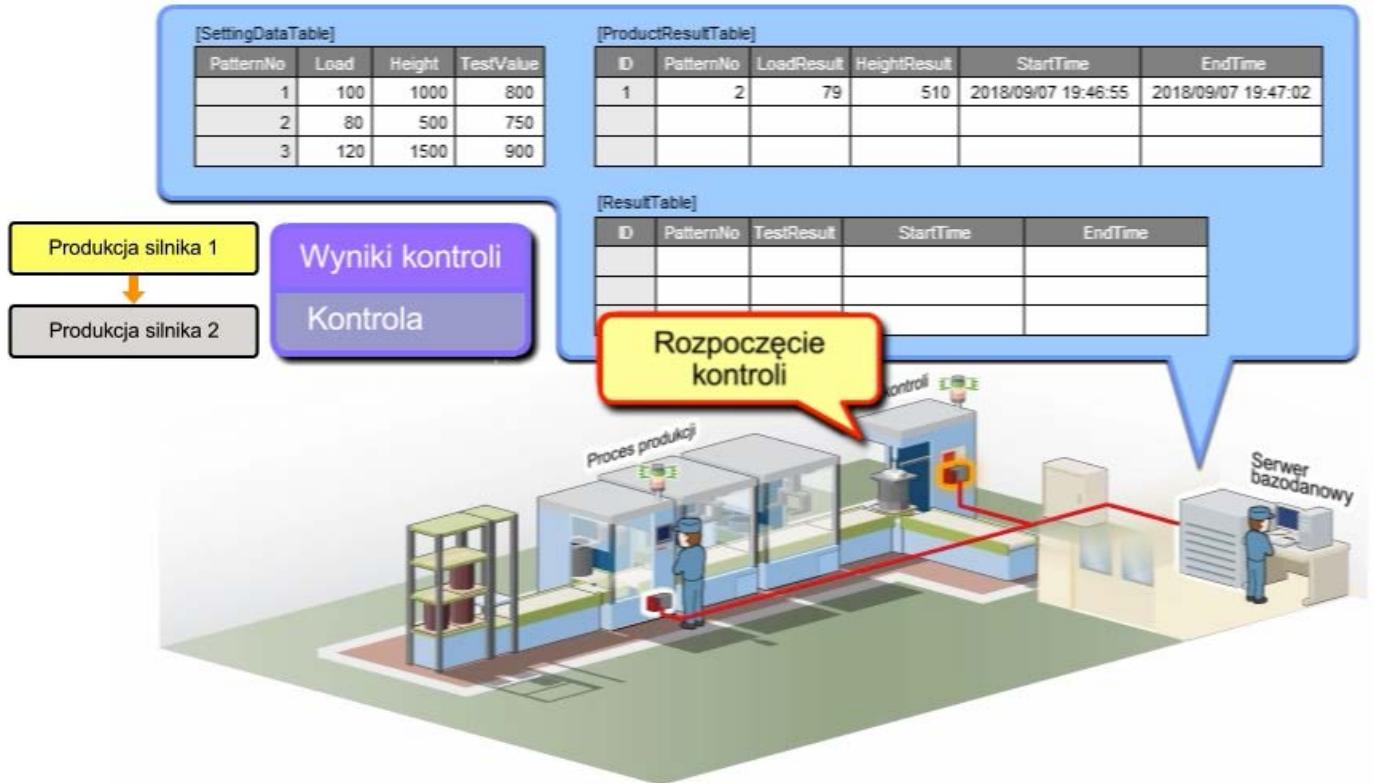 [SettingDataTable]
PatternNo Load Height TestValue
1 100 1000 800
2 80 500 750
3 120 1500 900
[ProductResultTable]
ID PatternNo LoadResult HeightResult StartTime EndTime
1 2 79 510 2018/09/07 19:46:55 2018/09/07 19:47:02
[ResultTable]
ID PatternNo TestResult StartTime EndTime
Produkcja silnika 1
Produkcja silnika 2
Wyniki kontroli
Kontrola
Rozpoczęcie
kontroli
kontroli
Proces produkcji
Serwer
bazodanowy